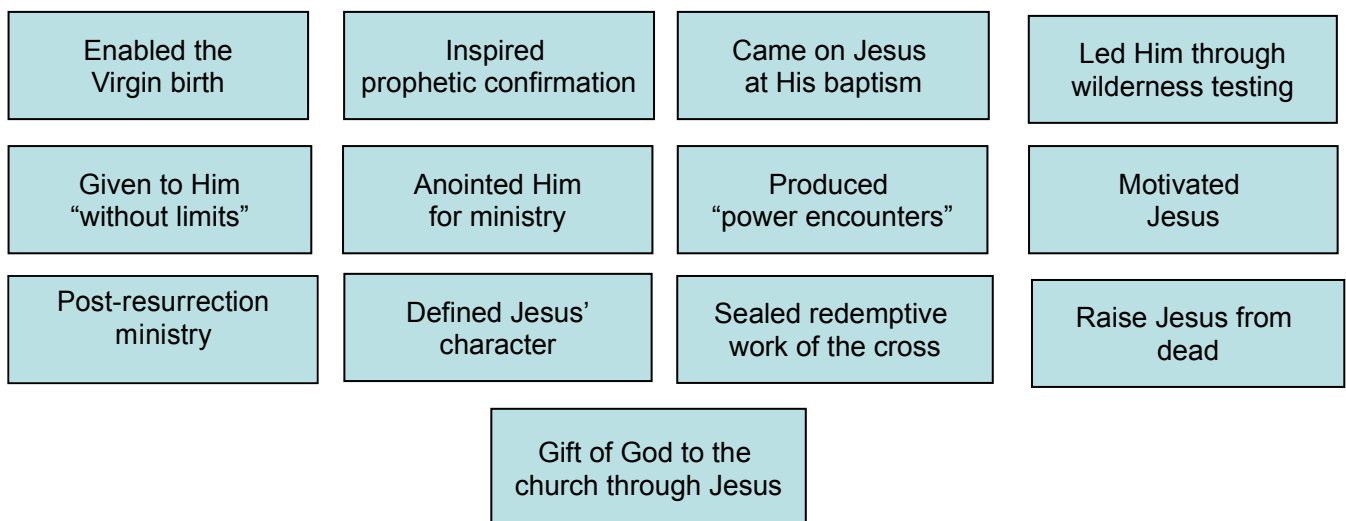 Enabled the
Virgin birth
Inspired
prophetic confirmation
Came on Jesus
at His baptism
Led Him through
wilderness testing
Given to Him
“without limits”
Anointed Him
for ministry
Produced
“power encounters”
Motivated
Jesus
Post-resurrection
ministry
Defined Jesus’
character
Sealed redemptive
work of the cross
Raise Jesus from
dead
Gift of God to the
church through Jesus